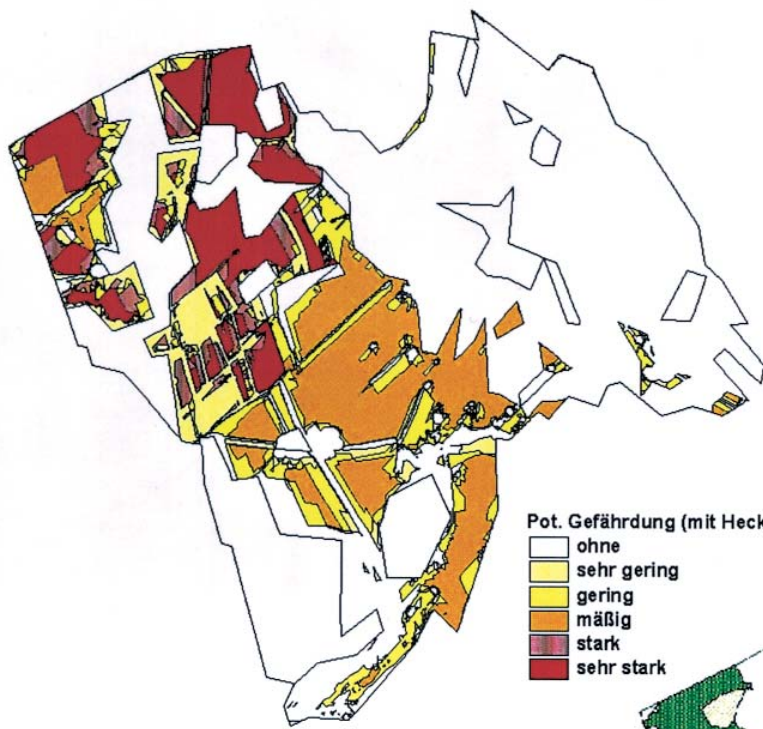 Pot. Gefährdung (mit Heck
ohne
sehr gering
gering
mäßig
stark
sehr stark